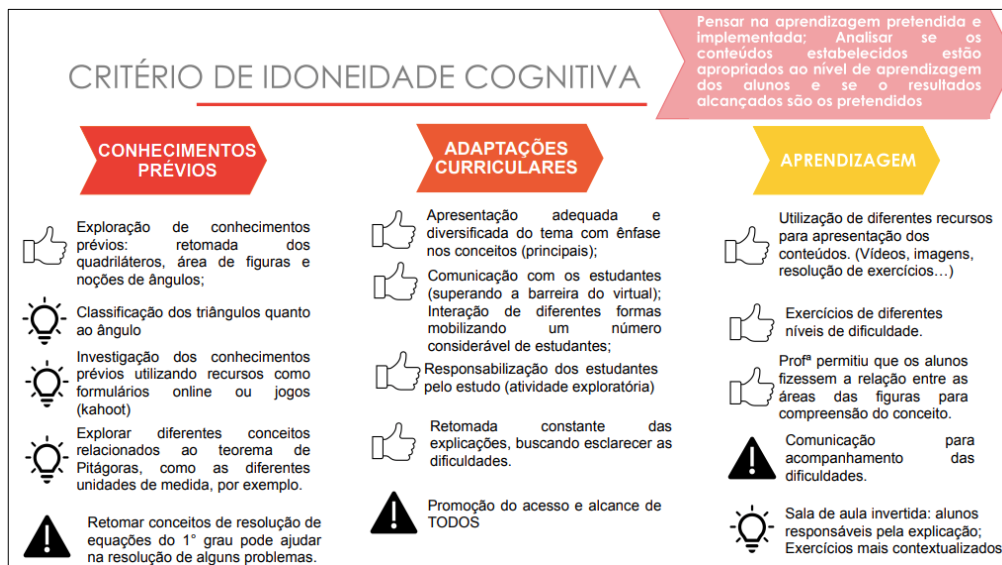 Pensar na aprendizagem pretendida e
implementada; Analisar se os
conteúdos estabelecidos estão
apropriados ao nível de aprendizagem
dos alunos e se o resultados
alcançados são os pretendidos
CRITÉRIO DE IDONEIDADE COGNITIVA
CONHECIMENTOS
PRÉVIOS
Exploração de conhecimentos
prévios: retomada dos
quadriláteros, área de figuras e
noções de ângulos;
Classificação dos triângulos quanto
ao ângulo
Investigação dos conhecimentos
prévios utilizando recursos como
formulários online ou jogos
(kahoot)
Explorar diferentes conceitos
relacionados ao teorema de
Pitágoras, como as diferentes
unidades de medida, por exemplo.
Retomar conceitos de resolução de
equações do 1° grau pode ajudar
na resolução de alguns problemas.
ADAPTAÇÕES
CURRICULARES
Apresentação adequada e
diversificada do tema com ênfase
nos conceitos (principais);
Comunicação com os estudantes
(superando a barreira do virtual);
Interação de diferentes formas
mobilizando um número
considerável de estudantes;
Responsabilização dos estudantes
pelo estudo (atividade exploratória)
Retomada constante das
explicações, buscando esclarecer as
dificuldades.
Promoção do acesso e alcance de
TODOS
APRENDIZAGEM
Utilização de diferentes recursos
para apresentação dos
conteúdos. (Vídeos, imagens,
resolução de exercícios…)
Exercícios de diferentes
níveis de dificuldade.
Profª permitiu que os alunos
fizessem a relação entre as
áreas das figuras para
compreensão do conceito.
Comunicação para
acompanhamento das
dificuldades.
Sala de aula invertida: alunos
responsáveis pela explicação;
Exercícios mais contextualizados